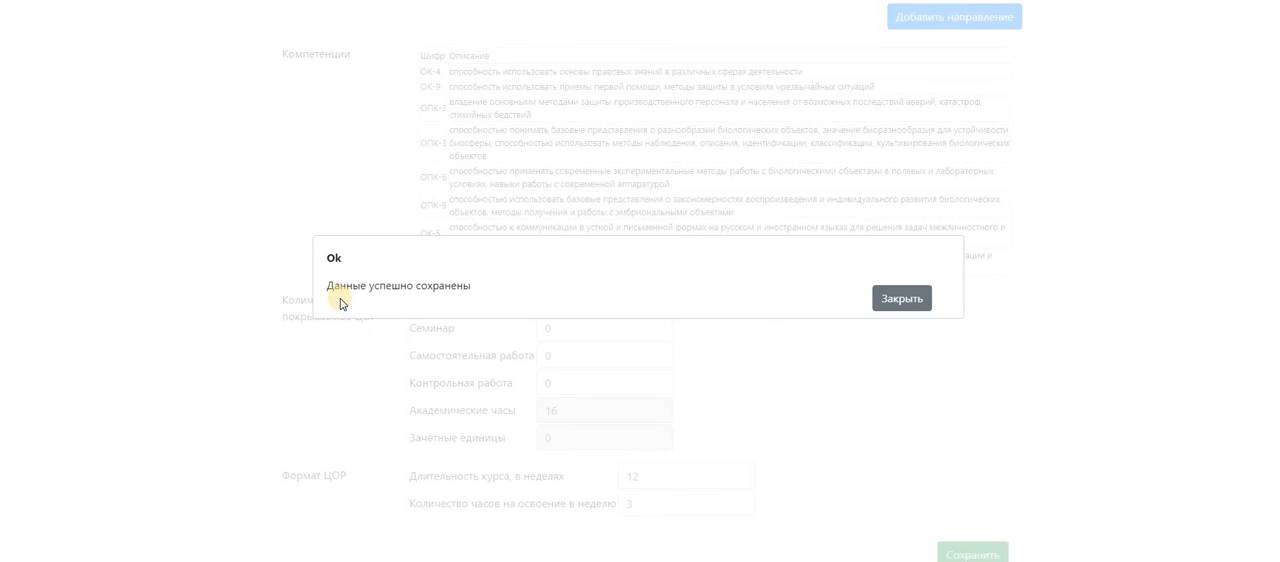 Добавить направление
Компетенции
Шифр Описание
ОК-4 способность использовать основы правовых знаний в различных сферах деятельности
ОК-9 способность использовать приемы первой помощи, методы защиты в условиях чрезвычайных ситуаций
ОПК-3 владение основными методами защиты производственного персонала и населения от возможных последствий аварий, катастроф,
стихийных бедствий
способностью понимать базовые представления о разнообразии биологических объектов, значение биоразнообразия для устойчивости
ОПК-3 биосферы, способностью использовать методы наблюдения, описания, идентификации, классификации, культивирования биологических
объектов
ОПК-6 способностью применять современные экспериментальные методы работы с биологическими объектами в полевых и лабораторных
условиях, навыки работы с современной аппаратурой
ОПК-9 способностью использовать базовые представления о закономерностях воспроизведения и индивидуального развития биологических
объектов, методы получения и работы с эмбриональными объектами
ОК-5 способностью к коммуникации в устной и письменной формах на русском и иностранном языках для решения задач межличностного и
Ok
Данные успешно сохранены
Закрыть
Семинар 0
Самостоятельная работа 0
Контрольная работа 0
Академические часы 16
Зачетные единицы 0
Формат ЦОР
Длительность курса, в неделях 12
Количество часов на освоение в неделю 3
Сохранить